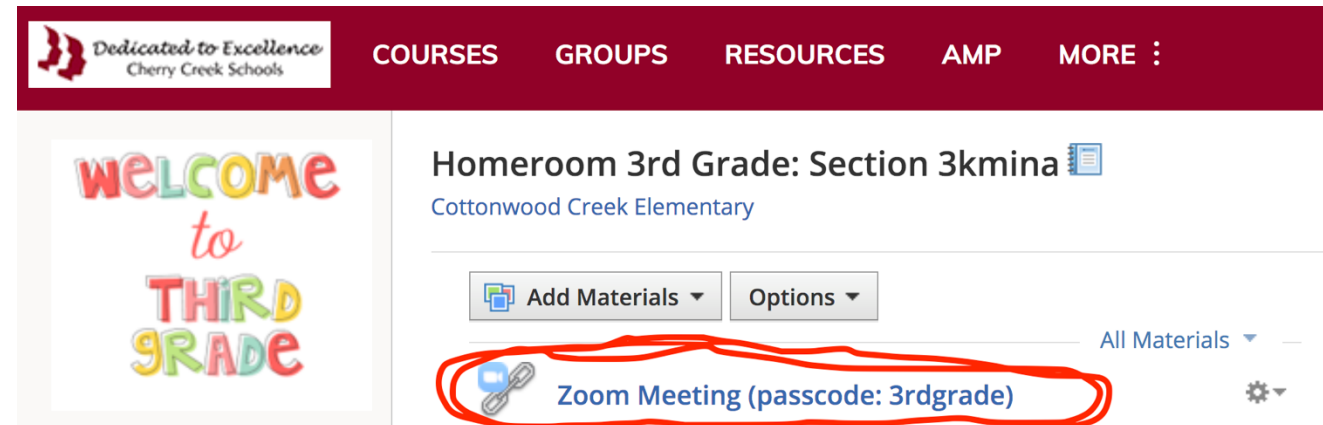 Dedicated to Excellence
Cherry Creek Schools
COURSES GROUPS RESOURCES AMP MORE
WELCOME
to
THIRD
GRADE
Homeroom 3rd Grade: Section 3kmina
Cottonwood Creek Elementary
Add Materials Options
All Materials
Zoom Meeting (passcode: 3rdgrade)